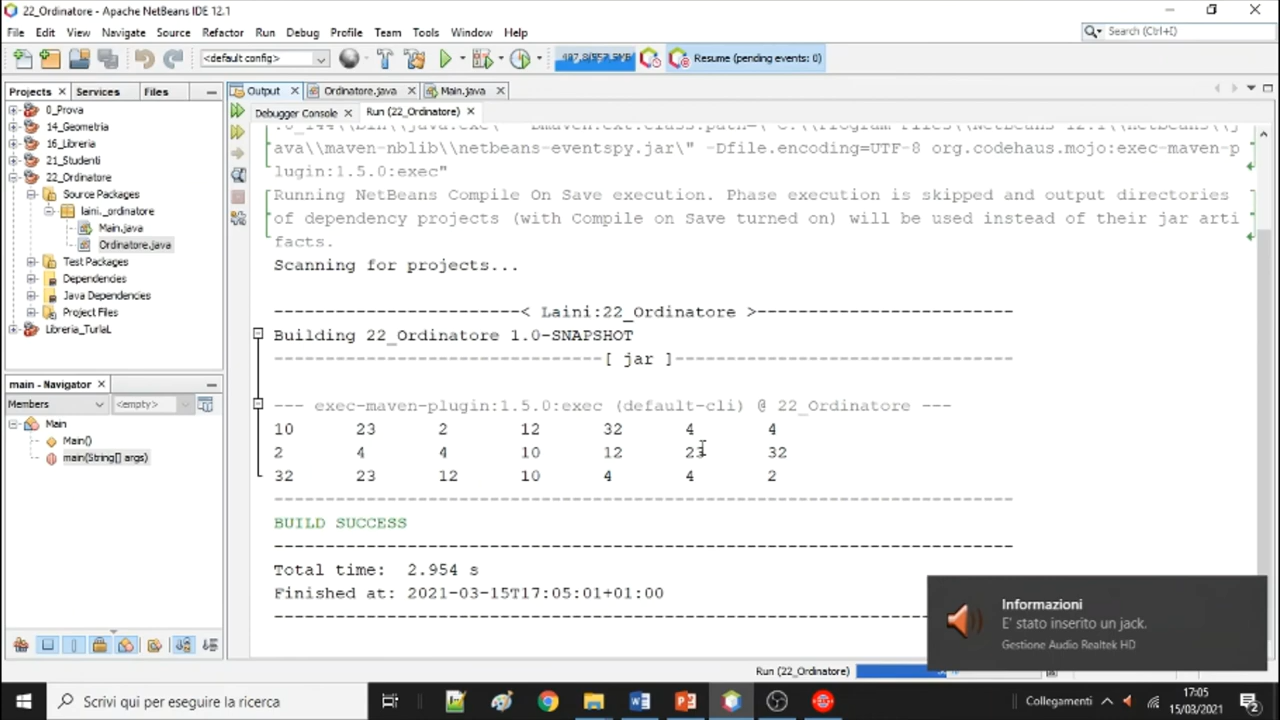 22_Ordinatore - Apache NetBeans IDE 12.1
File Edit View Navigate Source Refactor Run Debug Profile Team Tools Window Help
Search (Ctrl+I)
<default config>
Resume (pending events: 0)
Projects Services Files
Output Ordinatore.java Main.java
Debugger Console Run (22_Ordinatore)
0_Prova
14_Geometria
16_Libreria
21_Studenti
22_Ordinatore
Source Packages
laini._ordinatore
Main.java
Ordinatore.java
Test Packages
Dependencies
Java Dependencies
Project Files
Libreria_TurlaL
main - Navigator
Members <empty>
Main
Main()
main(String[] args)
ava\\maven-nblib\\netbeans-eventspy.jar\" -Dfile.encoding=UTF-8 org.codehaus.mojo:exec-maven-p
lugin:1.5.0:exec"
Running NetBeans Compile On Save execution. Phase execution is skipped and output directories
of dependency projects (with Compile on Save turned on) will be used instead of their jar arti
facts.
Scanning for projects...
-----------------------< Laini:22_Ordinatore >-------------------------
Building 22_Ordinatore 1.0-SNAPSHOT
--------------------------------[ jar ]---------------------------------
--- exec-maven-plugin:1.5.0:exec (default-cli) @ 22_Ordinatore ---
10 23 2 12 32 4 4
2 4 4 10 12 23 32
32 23 12 10 4 4 2
------------------------------------------------------------------------
BUILD SUCCESS
------------------------------------------------------------------------
Total time: 2.954 s
Finished at: 2021-03-15T17:05:01+01:00
------------------------------------------------------------------------
Informazioni
E' stato inserito un jack.
Gestione Audio Realtek HD
Run (22_Ordinatore)
Scrivi qui per eseguire la ricerca
Collegamenti
17:05
15/03/2021
2